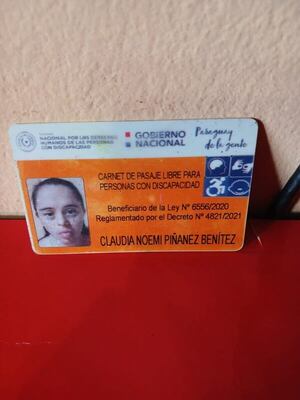 NACIONAL POR LOS DERECHOS
HUMANOS DE LAS PERSONAS
CON DISCAPACIDAD
GOBIERNO
NACIONAL
Paraguay
de la gente
CARNET DE PASAJE LIBRE PARA
PERSONAS CON DISCAPACIDAD
Beneficiario de la Ley N° 6556/2020
Reglamentado por el Decreto N° 4821/2021
CLAUDIA NOEMI PIÑANEZ BENÍTEZ